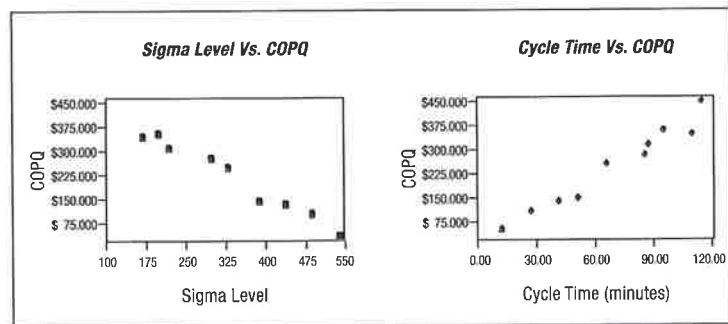 Sigma Level Vs. COPQ
COPQ
$450.000
$375.000
$300.000
$225.000
$150.000
$ 75.000
100 175 250 325 400 475 550
Sigma Level
Cycle Time Vs. COPQ
COPQ
$450.000
$375.000
$300.000
$225.000
$150.000
$ 75.000
0.00 30.00 60.00 90.00 120.00
Cycle Time (minutes)